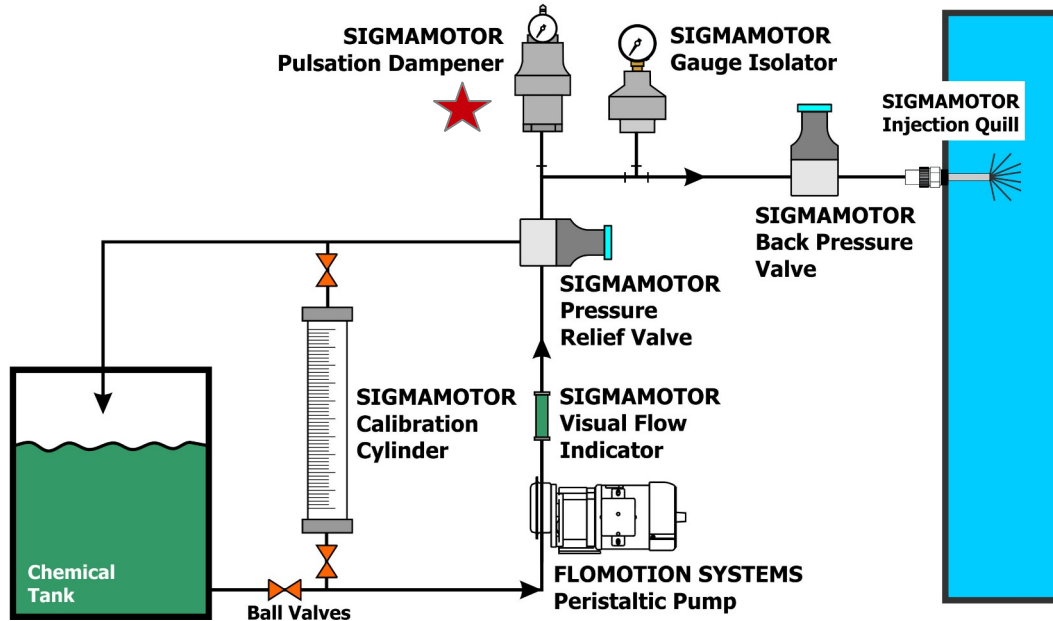 SIGMAMOTOR
Pulsation Dampener
SIGMAMOTOR
Gauge Isolator
SIGMAMOTOR
Injection Quill
SIGMAMOTOR
Back Pressure
Valve
SIGMAMOTOR
Pressure
Relief Valve
SIGMAMOTOR
Calibration
Cylinder
SIGMAMOTOR
Visual Flow
Indicator
Chemical
Tank
Ball Valves
FLOMOTION SYSTEMS
Peristaltic Pump